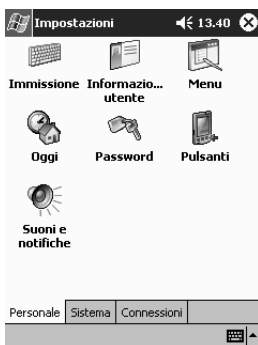 Impostazioni 13.40
Immissione Informazio... Menu
utente
Oggi Password Pulsanti
Suoni e
notifiche
Personale Sistema Connessioni